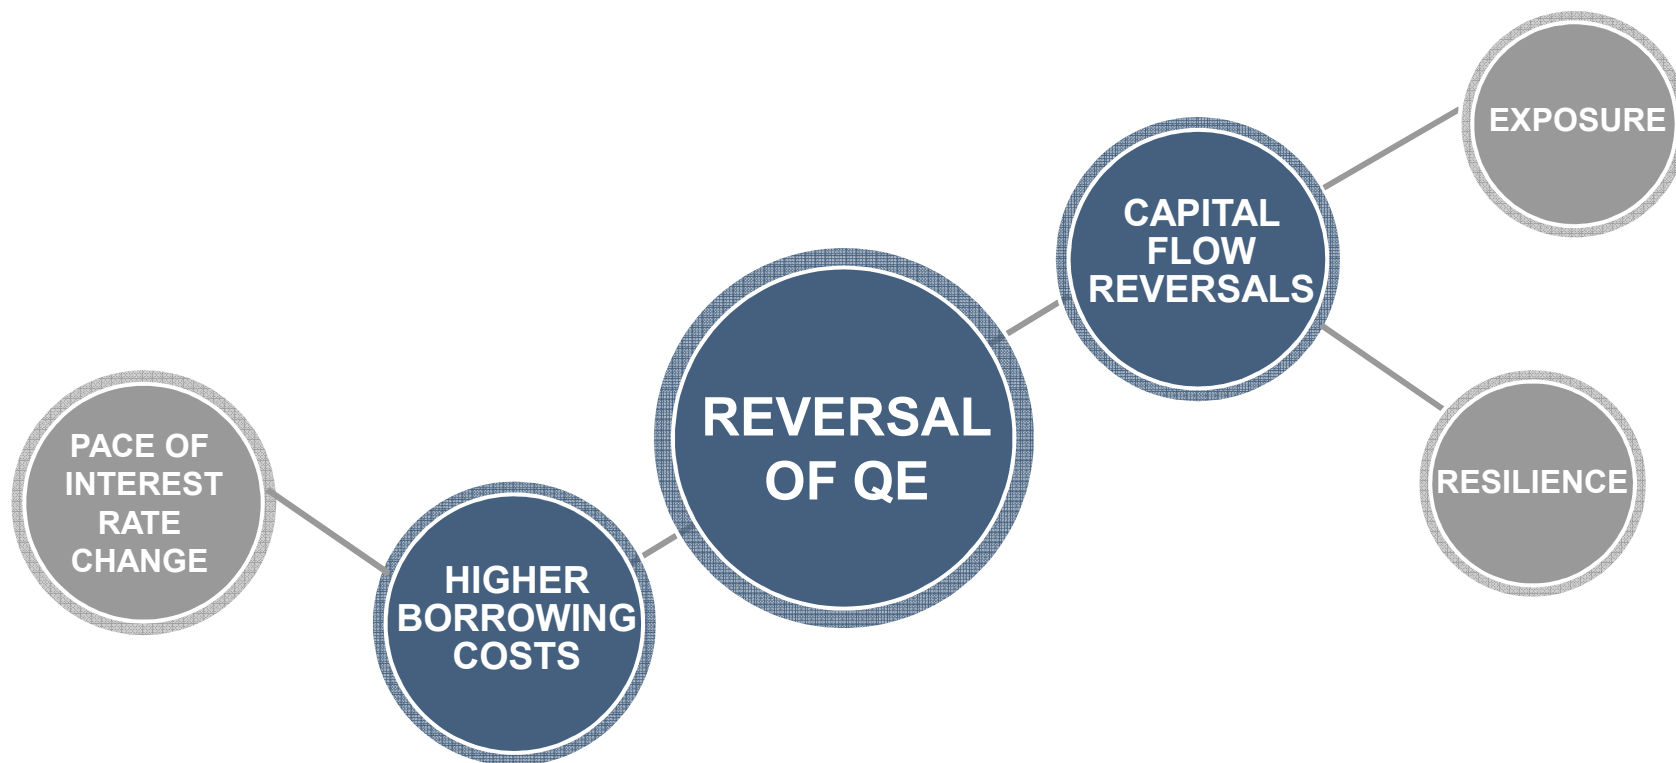 EXPOSURE
CAPITAL
FLOW
REVERSALS
REVERSAL
OF QE
PACE OF
INTEREST
RATE
CHANGE
RESILIENCE
HIGHER
BORROWING
COSTS